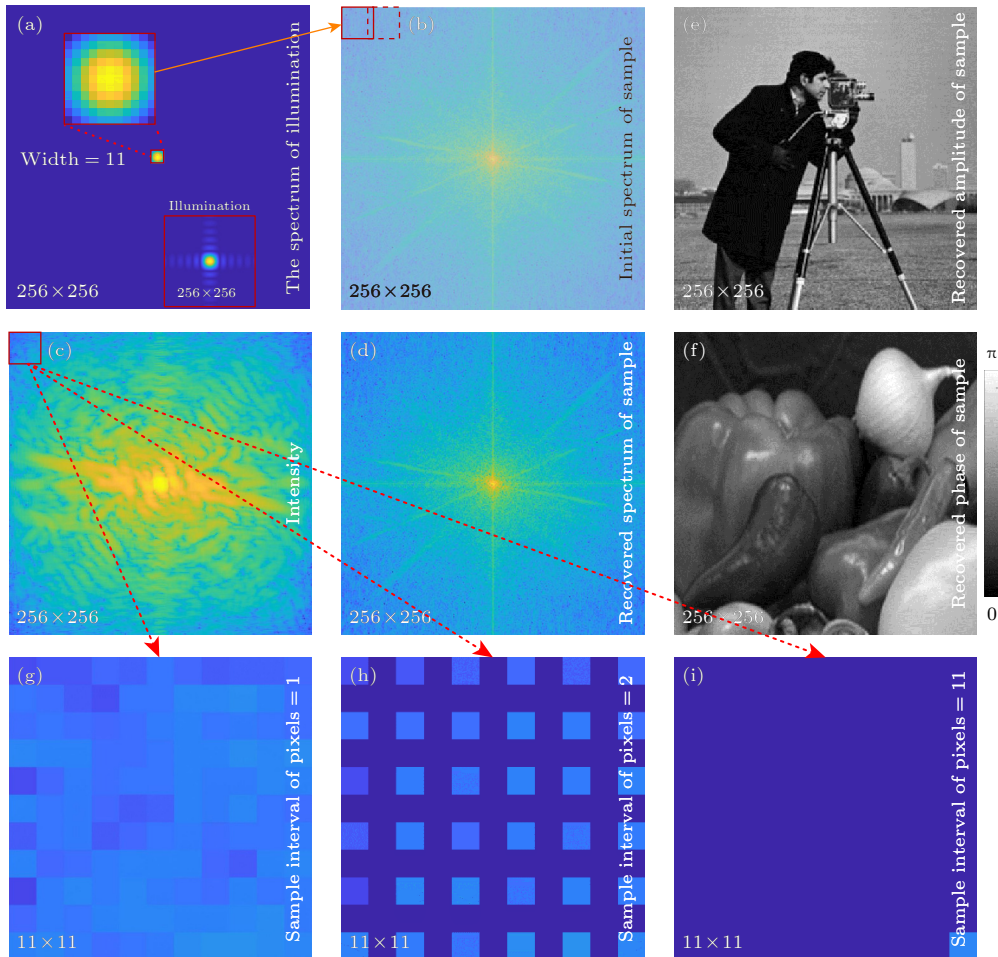 (a)
Width = 11
Illumination
256×256
256×256
The spectrum of illumination
(b)
256×256
Initial spectrum of sample
(e)
256×256
Recovered amplitude of sample
(c)
256×256
Intensity
(d)
256×256
Recovered spectrum of sample
(f)
256×256
Recovered phase of sample
π
0
(g)
11×11
Sample interval of pixels = 1
(h)
11×11
Sample interval of pixels = 2
(i)
11×11
Sample interval of pixels = 11